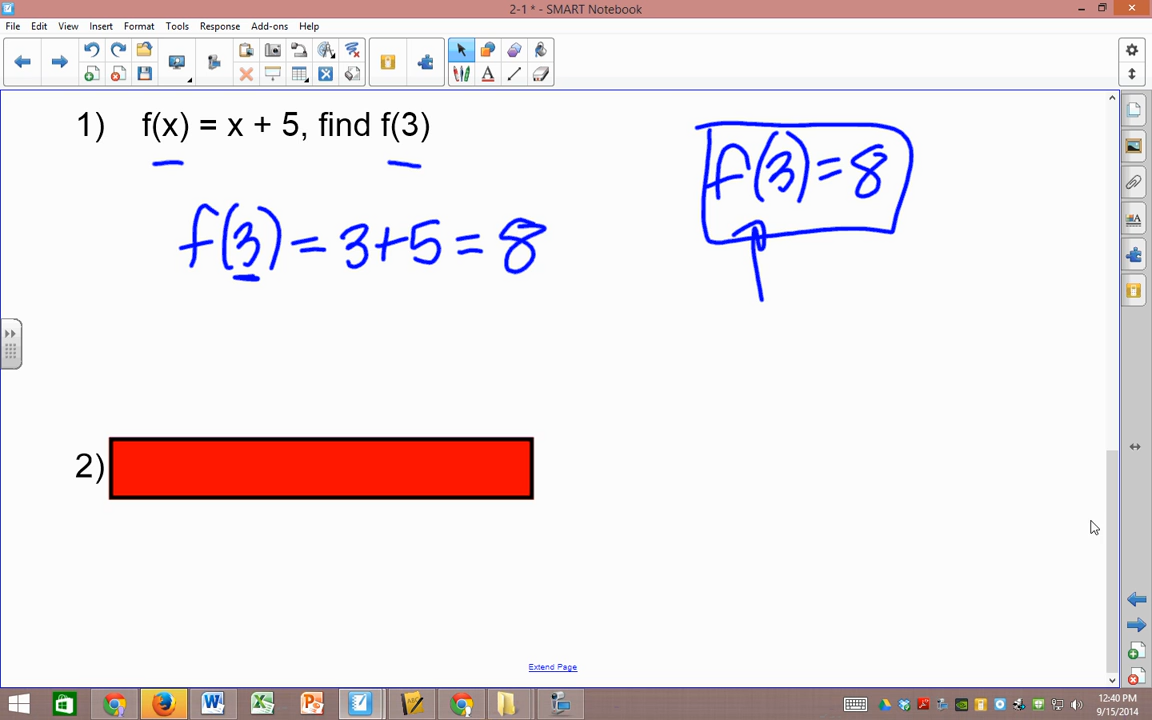 2-1 * - SMART Notebook
File Edit View Insert Format Tools Response Add-ons Help
1) f(x) = x + 5, find f(3)
f(3) = 8
f(3) = 3+5 = 8
2)
Extend Page
12:40 PM
9/15/2014